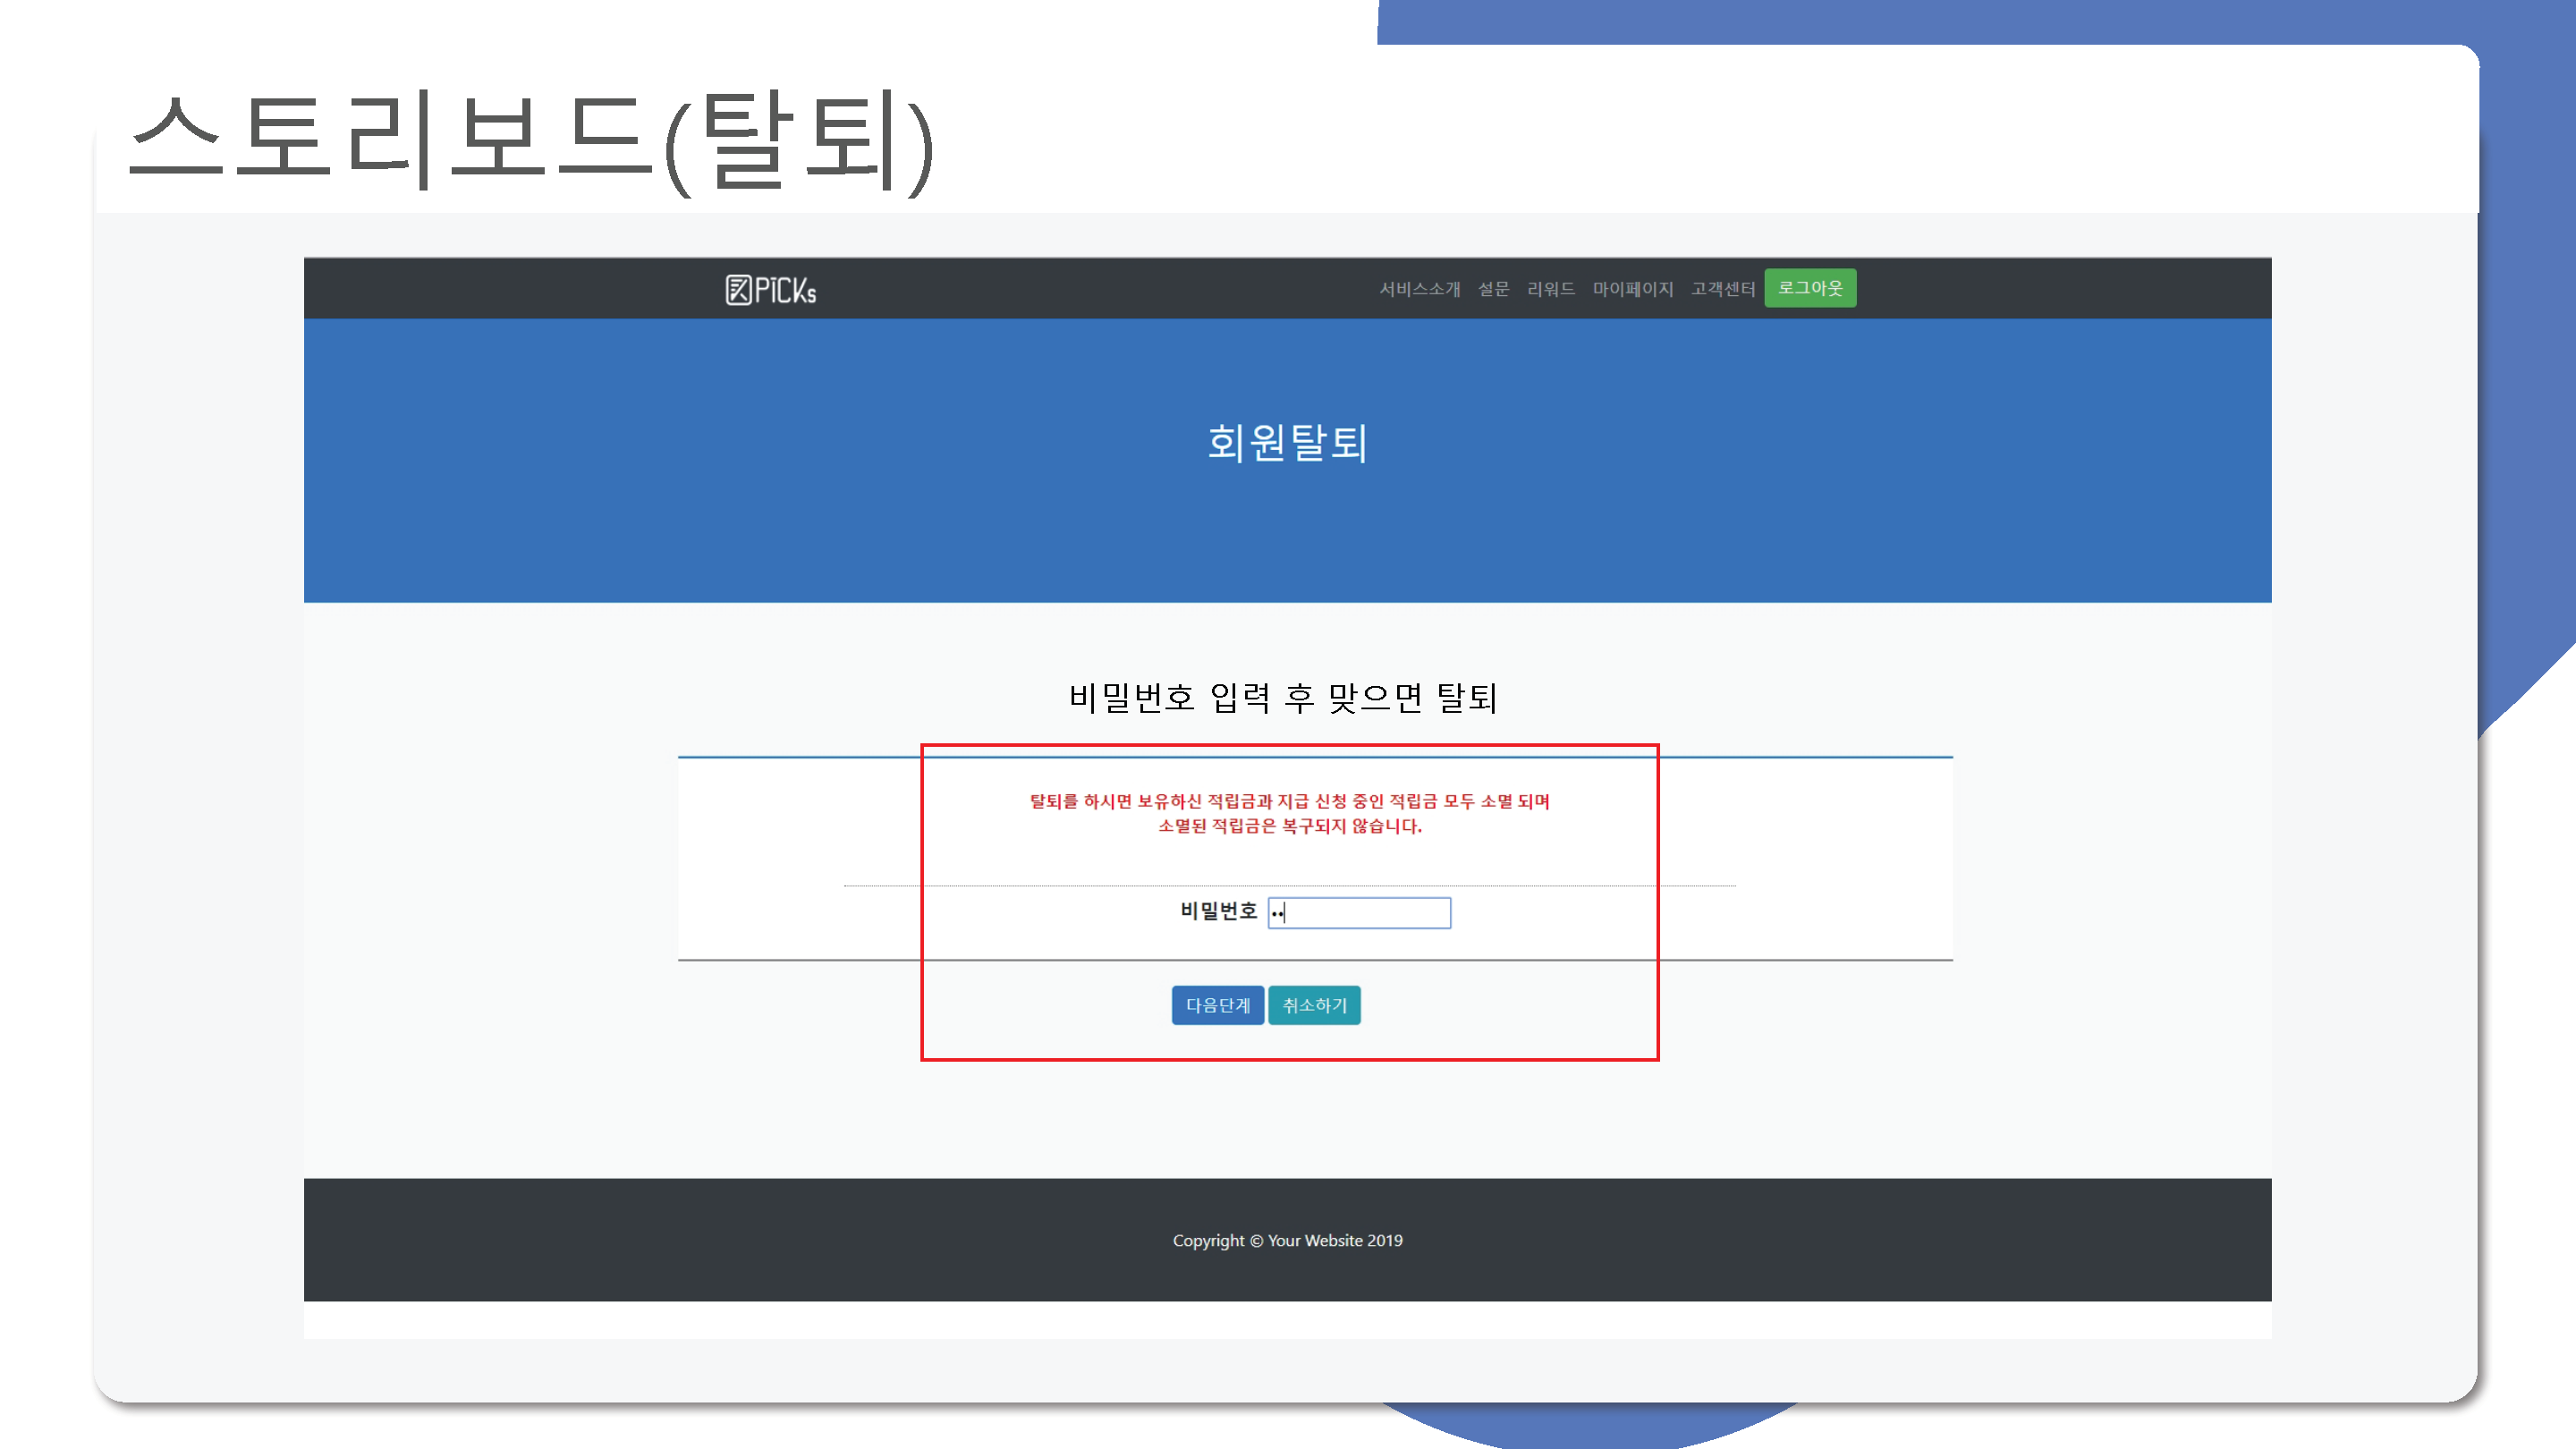 스토리보드(탈퇴)
PiCKs
서비스소개 설문 리워드 마이페이지 고객센터 로그아웃
회원탈퇴
비밀번호 입력 후 맞으면 탈퇴
탈퇴를 하시면 보유하신 적립금과 지급 신청 중인 적립금 모두 소멸 되며
소멸된 적립금은 복구되지 않습니다.
비밀번호 ••
다음단계 취소하기
Copyright © Your Website 2019